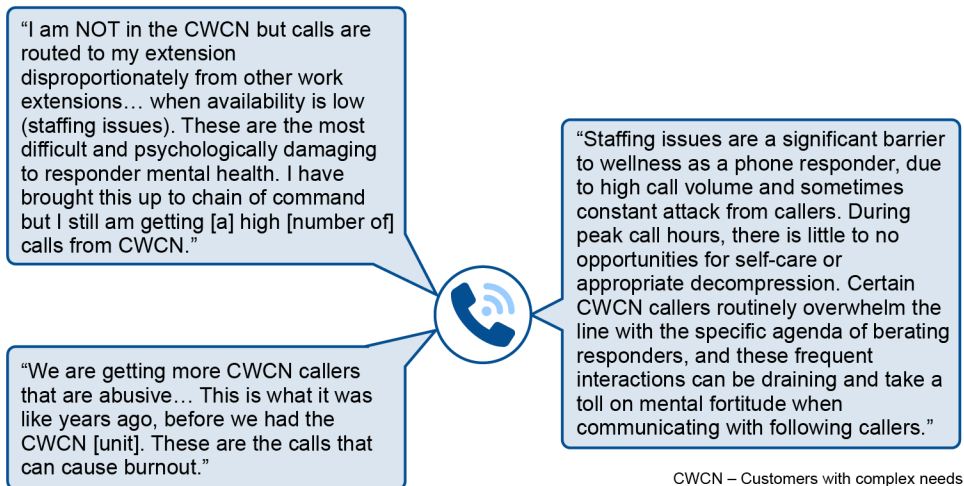 “I am NOT in the CWCN but calls are
routed to my extension
disproportionately from other work
extensions… when availability is low
(staffing issues). These are the most
difficult and psychologically damaging
to responder mental health. I have
brought this up to chain of command
but I still am getting [a] high [number of]
calls from CWCN.”
“We are getting more CWCN callers
that are abusive… This is what it was
like years ago, before we had the
CWCN [unit]. These are the calls that
can cause burnout.”
“Staffing issues are a significant barrier
to wellness as a phone responder, due
to high call volume and sometimes
constant attack from callers. During
peak call hours, there is little to no
opportunities for self-care or
appropriate decompression. Certain
CWCN callers routinely overwhelm the
line with the specific agenda of berating
responders, and these frequent
interactions can be draining and take a
toll on mental fortitude when
communicating with following callers.”
CWCN – Customers with complex needs